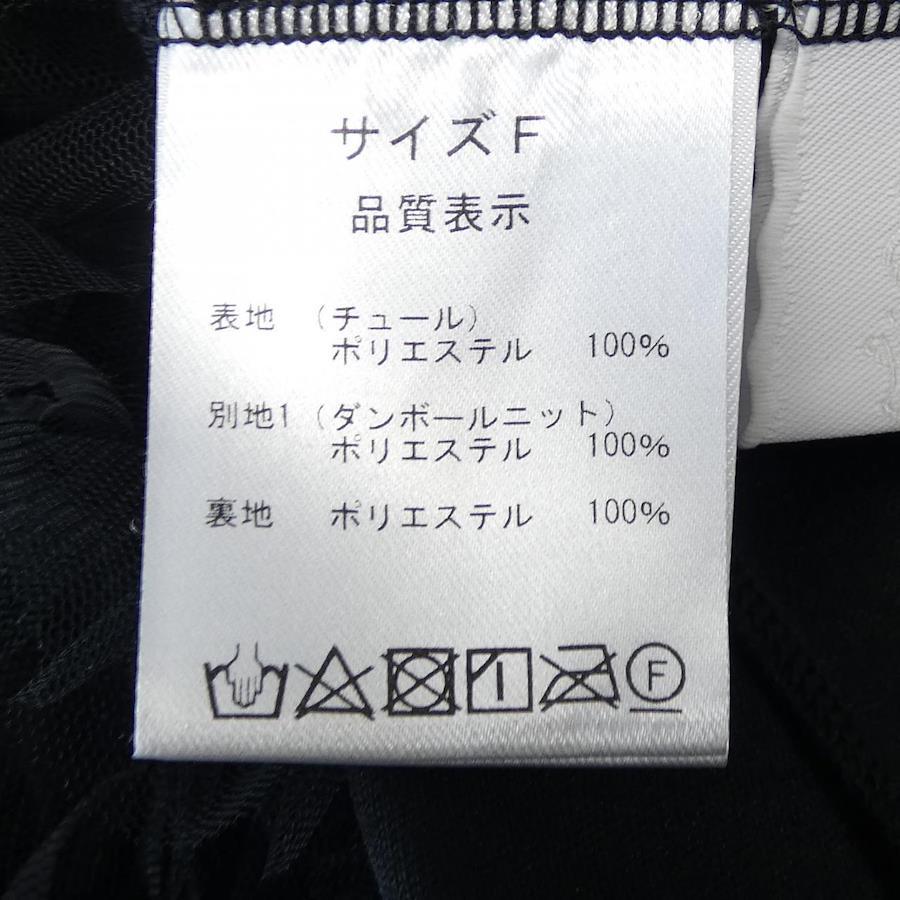 サイズF
品質表示
表地 （チュール）
ポリエステル 100%
別地1（ダンボールニット）
ポリエステル 100%
裏地 ポリエステル 100%
F